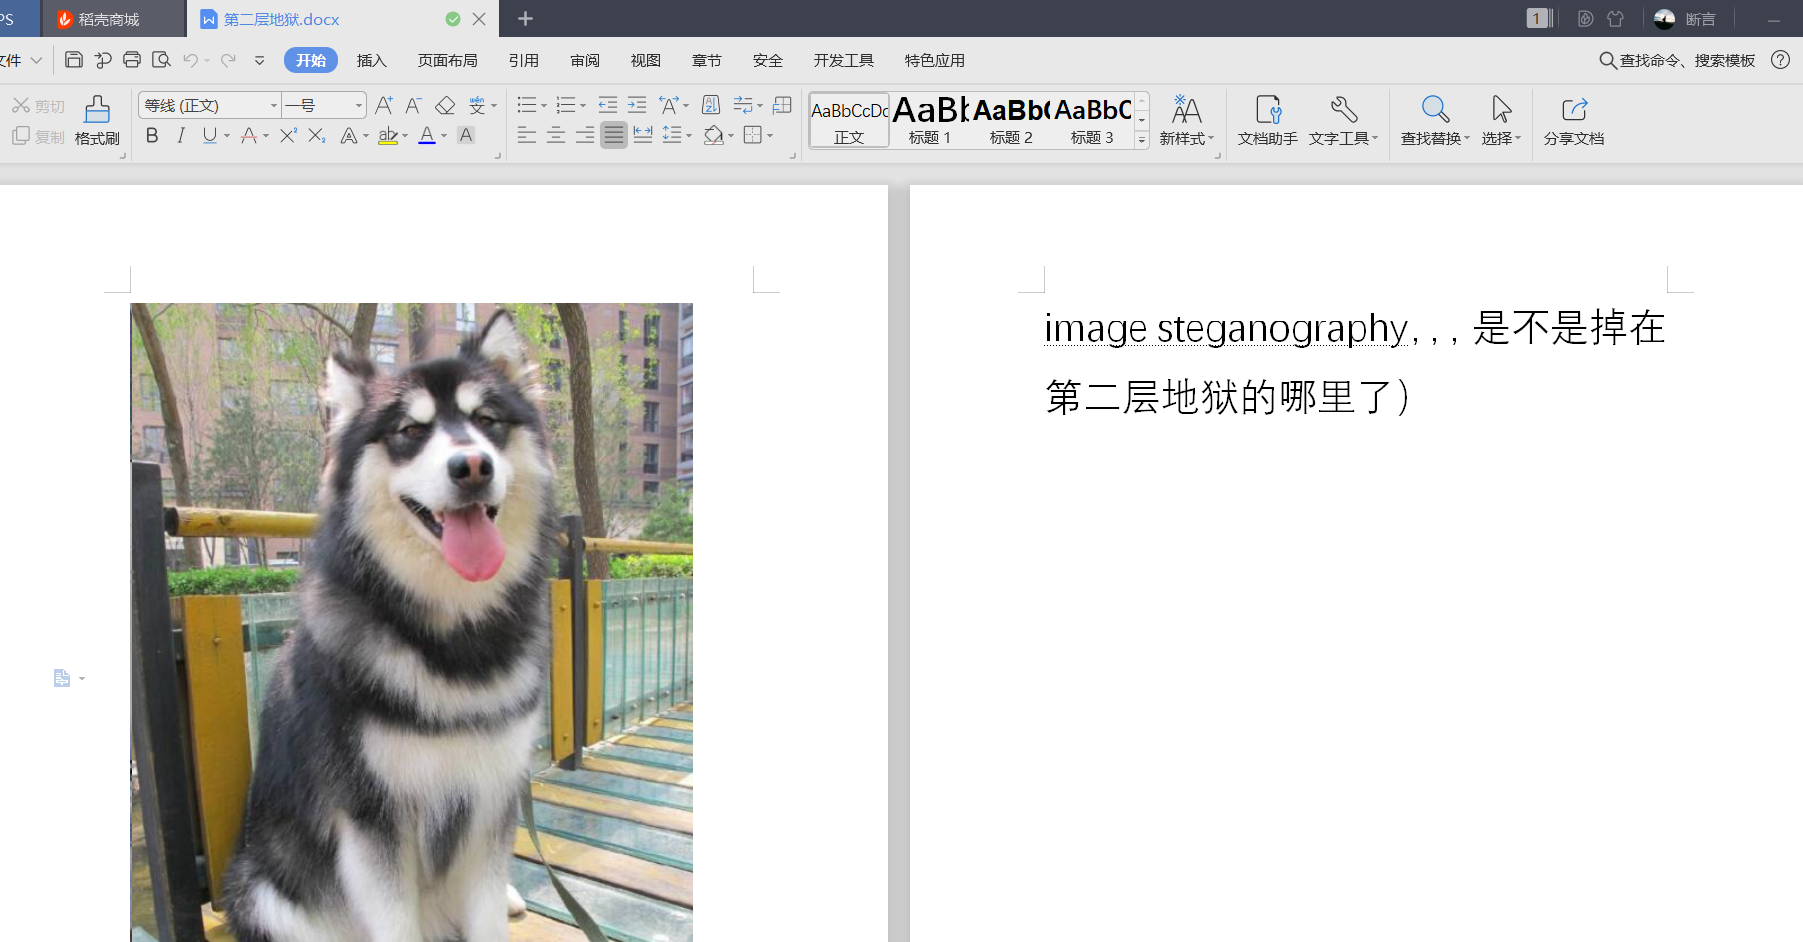 PS
稻壳商城
第二层地狱.docx
1
断言
文件
开始
插入
页面布局
引用
审阅
视图
章节
安全
开发工具
特色应用
查找命令、搜索模板
剪切
复制
格式刷
等线 (正文)
一号
AaBbCcDc
正文
AaBb
标题 1
AaBb(
标题 2
AaBbC
标题 3
新样式
文档助手
文字工具
查找替换
选择
分享文档
image steganography，，，是不是掉在
第二层地狱的哪里了）